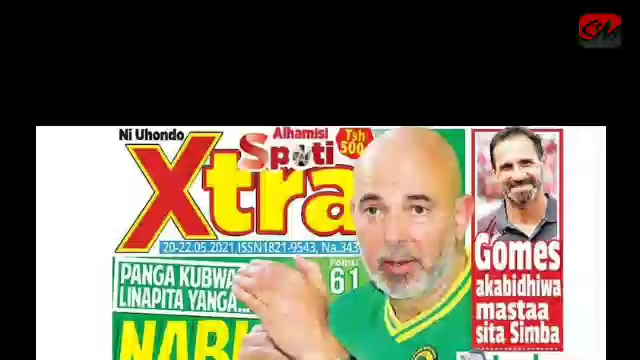 Ni Uhondo
Alhamisi
Spoti
Tsh
500
Xtra
20-22.05.2021, ISSN1821-9543, Na.343
PANGA KUBWA
LINAPITA YANGA...
61
Gomes
akabidhiwa
mastaa
sita Simba